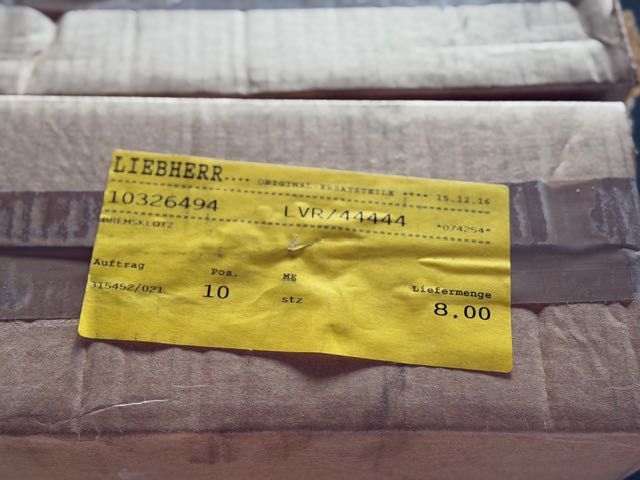 LIEBHERR.... ORIGINAL-ERSATZTEILE **** 15.12.16
10326494 LVR/44444 *074254*
BREMSKLOTZ
Auftrag Pos. ME Liefermenge
315452/021 10 stz 8,00